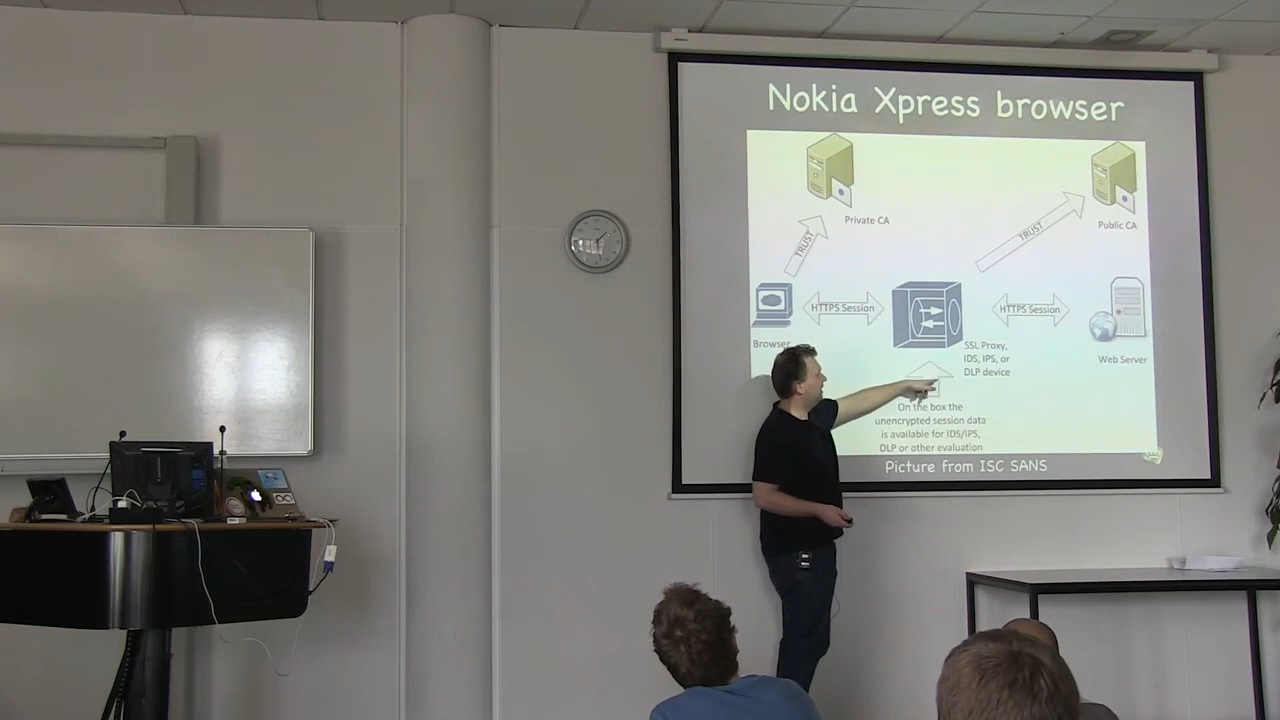 Nokia Xpress browser
Private CA
Public CA
TRUST
TRUST
HTTPS Session
HTTPS Session
Browser
SSL Proxy,
IDS, IPS, or
DLP device
Web Server
On the box the
unencrypted session data
is available for IDS/IPS,
DLP or other evaluation
Picture from ISC SANS